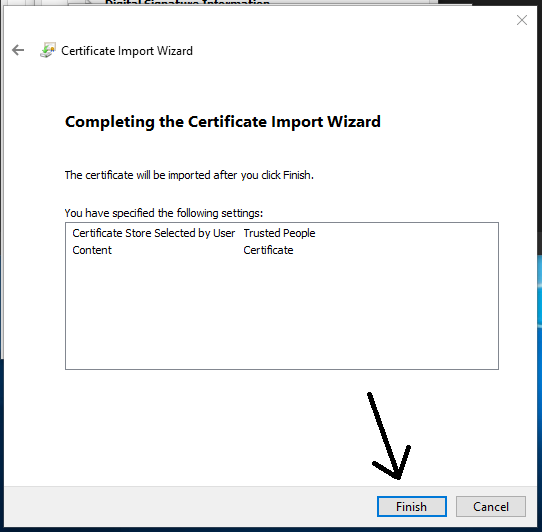 Digital Signature Information
Certificate Import Wizard
Completing the Certificate Import Wizard
The certificate will be imported after you click Finish.
You have specified the following settings:
Certificate Store Selected by User Trusted People
Content Certificate
Finish Cancel